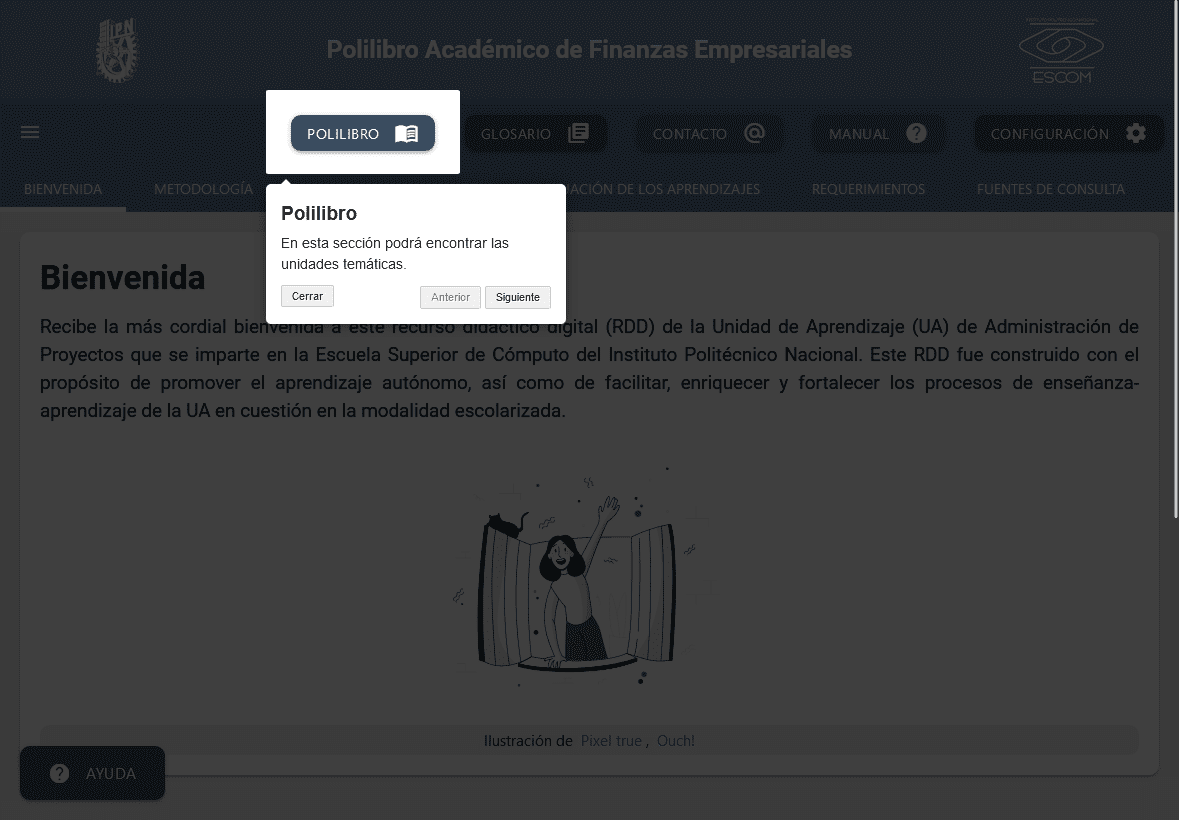 Polilibro Académico de Finanzas Empresariales
ESCOM
POLILIBRO
GLOSARIO
CONTACTO
MANUAL
CONFIGURACIÓN
BIENVENIDA
METODOLOGÍA
DE LOS APRENDIZAJES
REQUERIMIENTOS
FUENTES DE CONSULTA
Polilibro
En esta sección podrá encontrar las
unidades temáticas.
Cerrar
Anterior
Siguiente
Bienvenida
Recibe la más cordial bienvenida a este recurso didáctico digital (RDD) de la Unidad de Aprendizaje (UA) de Administración de
Proyectos que se imparte en la Escuela Superior de Cómputo del Instituto Politécnico Nacional. Este RDD fue construido con el
propósito de promover el aprendizaje autónomo, así como de facilitar, enriquecer y fortalecer los procesos de enseñanza-
aprendizaje de la UA en cuestión en la modalidad escolarizada.
Ilustración de Pixel true , Ouch!
AYUDA